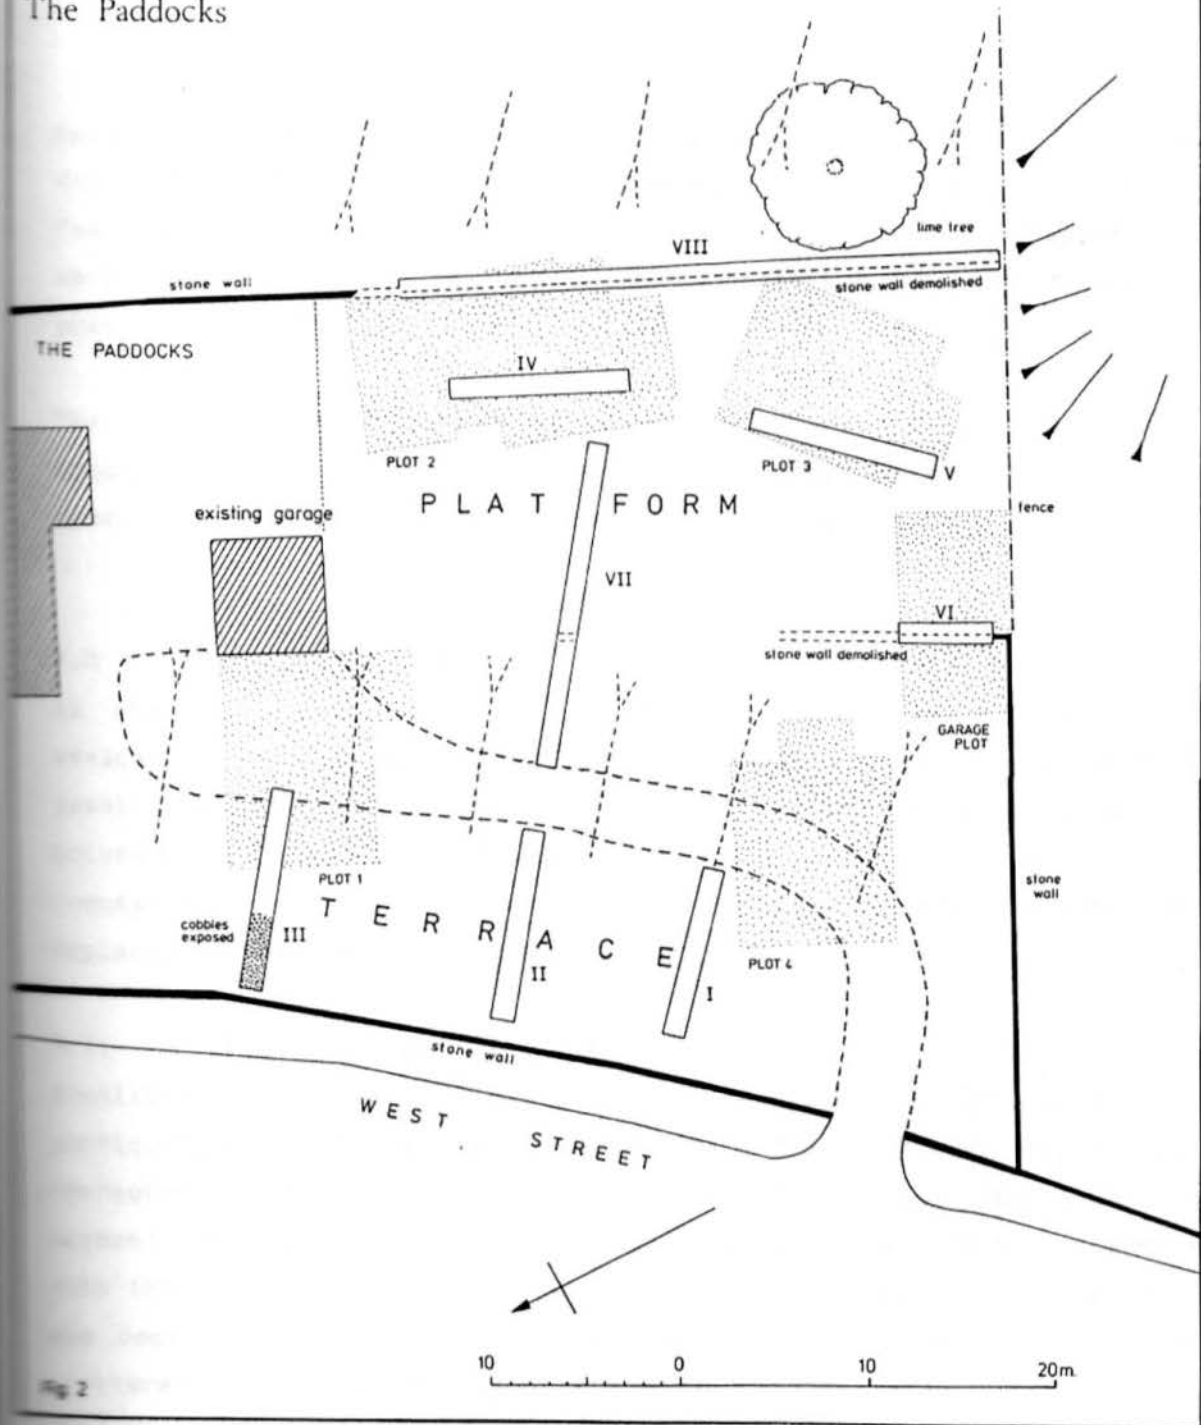 The Paddocks
lime tree
VIII
stone wall
stone wall demolished
THE PADDOCKS
IV
PLOT 2
PLOT 3
V
PLATFORM
existing garage
fence
VII
VI
stone wall demolished
GARAGE
PLOT
PLOT 1
stone
wall
TERRACE
cobbles
exposed
III
II
I
PLOT 4
stone wall
WEST STREET
10 0 10 20m.
Fig. 2